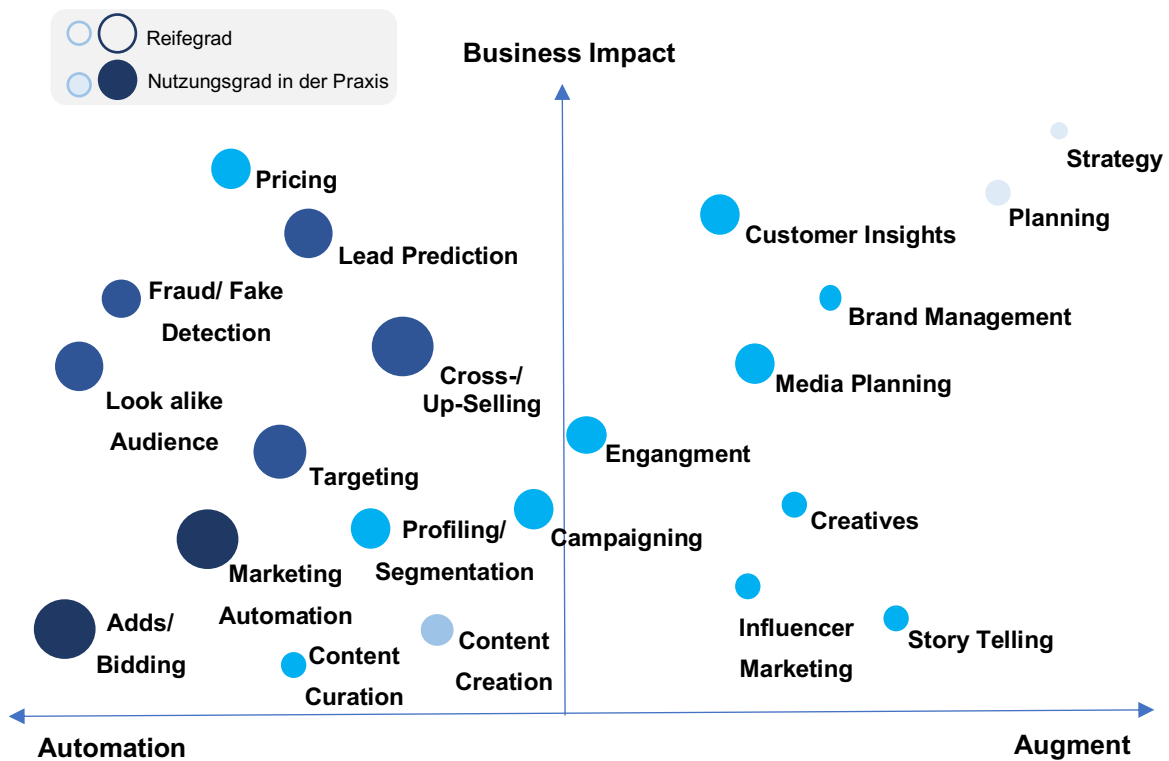 Reifegrad
Nutzungsgrad in der Praxis
Business Impact
Strategy
Pricing
Planning
Customer Insights
Lead Prediction
Fraud/ Fake
Detection
Brand Management
Cross-/
Up-Selling
Media Planning
Look alike
Audience
Engangment
Targeting
Creatives
Profiling/
Segmentation
Campaigning
Marketing
Automation
Adds/
Bidding
Influencer
Marketing
Story Telling
Content
Creation
Content
Curation
Automation
Augment